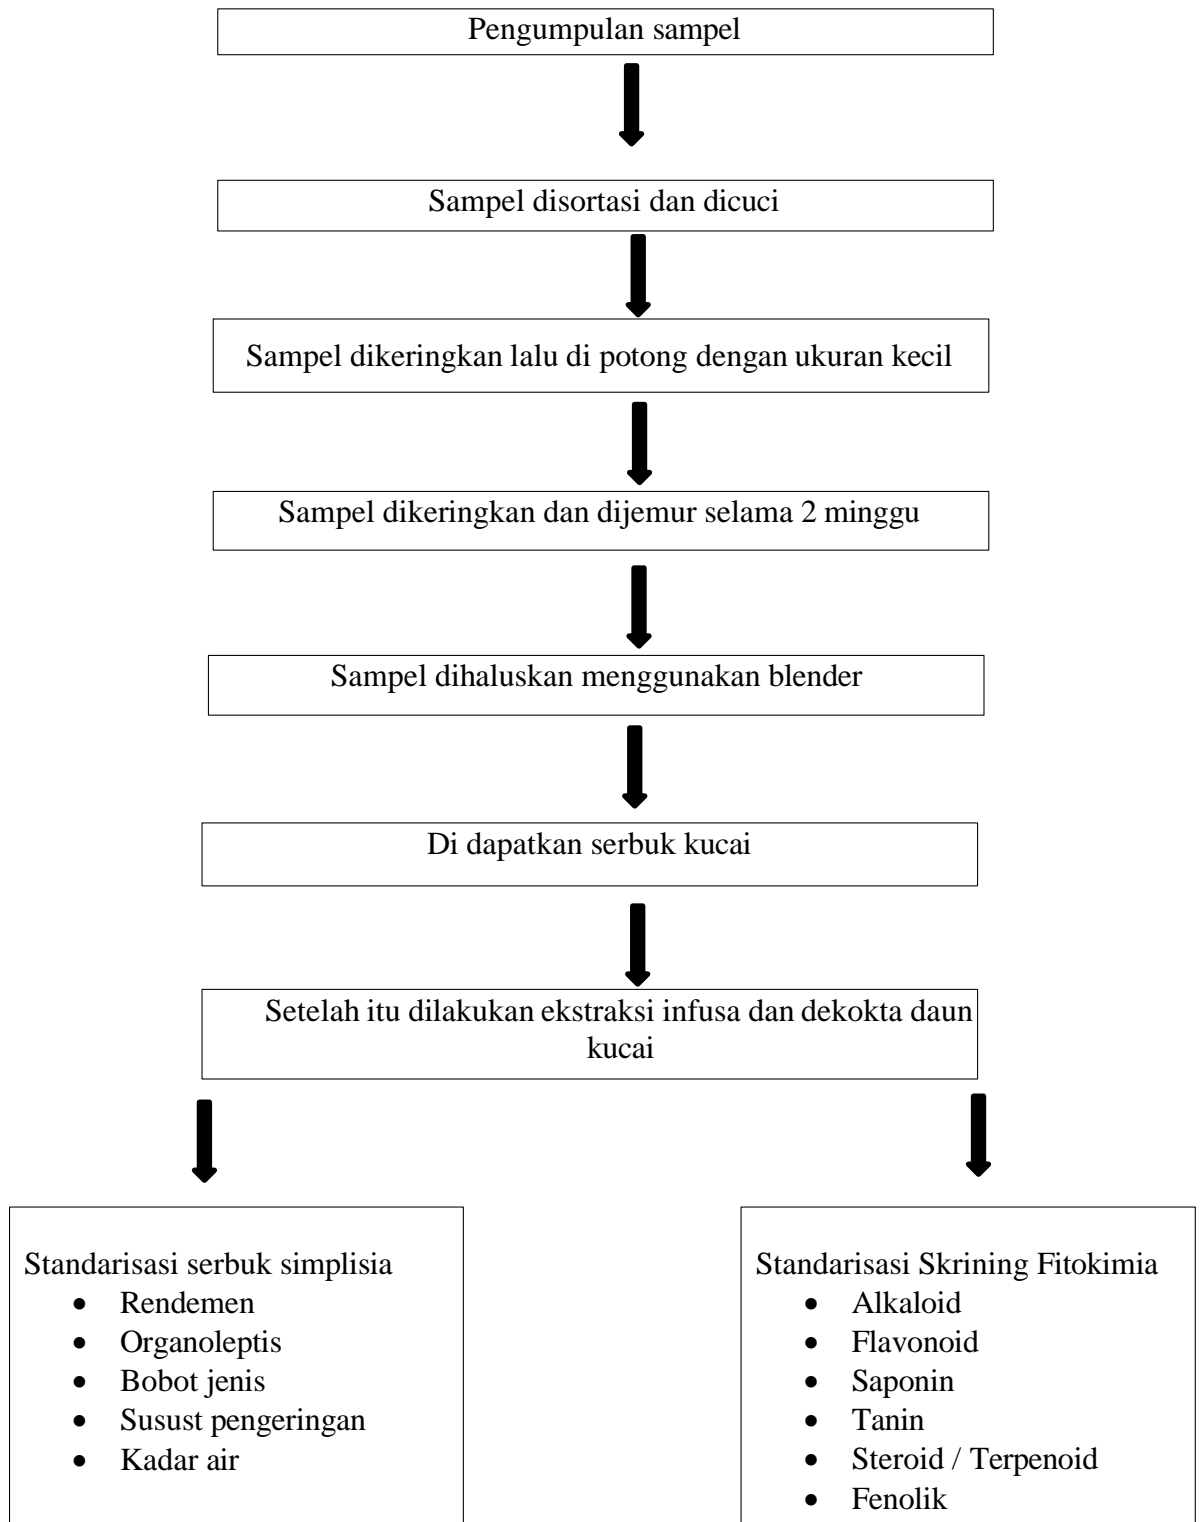 Pengumpulan sampel
Sampel disortasi dan dicuci
Sampel dikeringkan lalu di potong dengan ukuran kecil
Sampel dikeringkan dan dijemur selama 2 minggu
Sampel dihaluskan menggunakan blender
Di dapatkan serbuk kucai
Setelah itu dilakukan ekstraksi infusa dan dekokta daun
kucai
Standarisasi serbuk simplisia
• Rendemen
• Organoleptis
• Bobot jenis
• Susust pengeringan
• Kadar air
Standarisasi Skrining Fitokimia
• Alkaloid
• Flavonoid
• Saponin
• Tanin
• Steroid / Terpenoid
• Fenolik